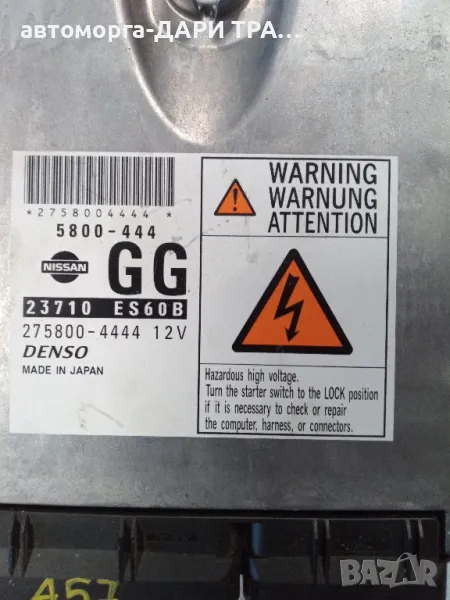 автоморга-ДАРИ ТРА...
*2758004444 *
5800-444
NISSAN
GG
23710 ES60B
275800-4444 12V
DENSO
MADE IN JAPAN
WARNING
WARNUNG
ATTENTION
Hazardous high voltage.
Turn the starter switch to the LOCK position
if it is necessary to check or repair
the computer, harness, or connectors.
A57
BAZAR